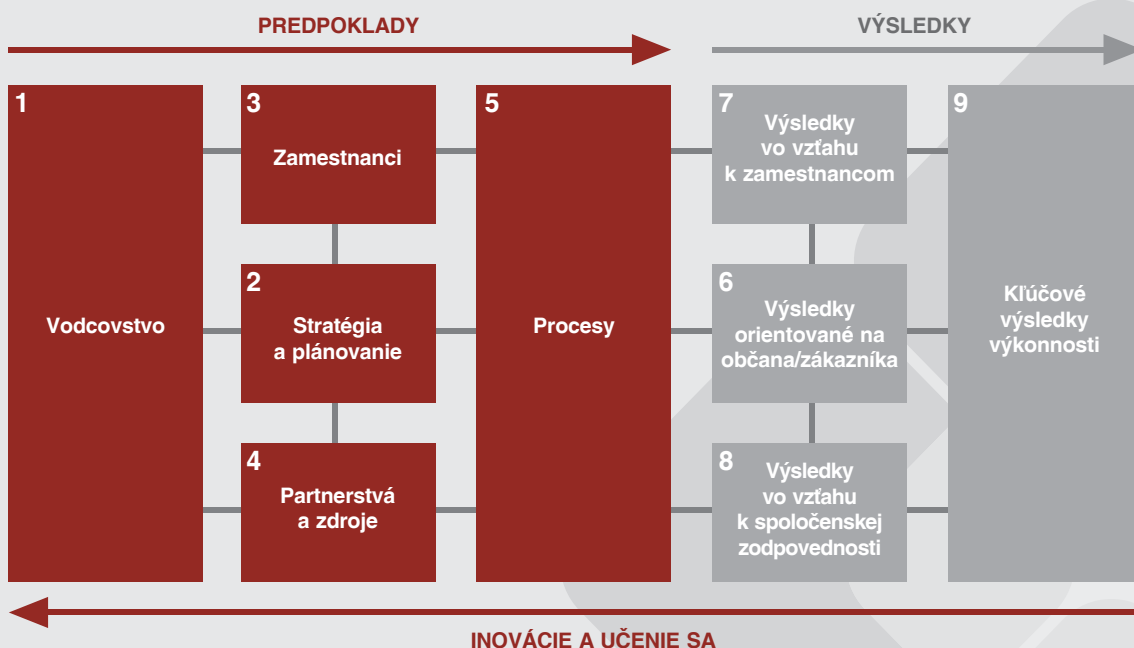 PREDPOKLADY
VÝSLEDKY
1
Vodcovstvo
3
Zamestnanci
2
Stratégia
a plánovanie
4
Partnerstvá
a zdroje
5
Procesy
7
Výsledky
vo vzťahu
k zamestnancom
6
Výsledky
orientované na
občana/zákazníka
8
Výsledky
vo vzťahu
k spoločenskej
zodpovednosti
9
Kľúčové
výsledky
výkonnosti
INOVÁCIE A UČENIE SA